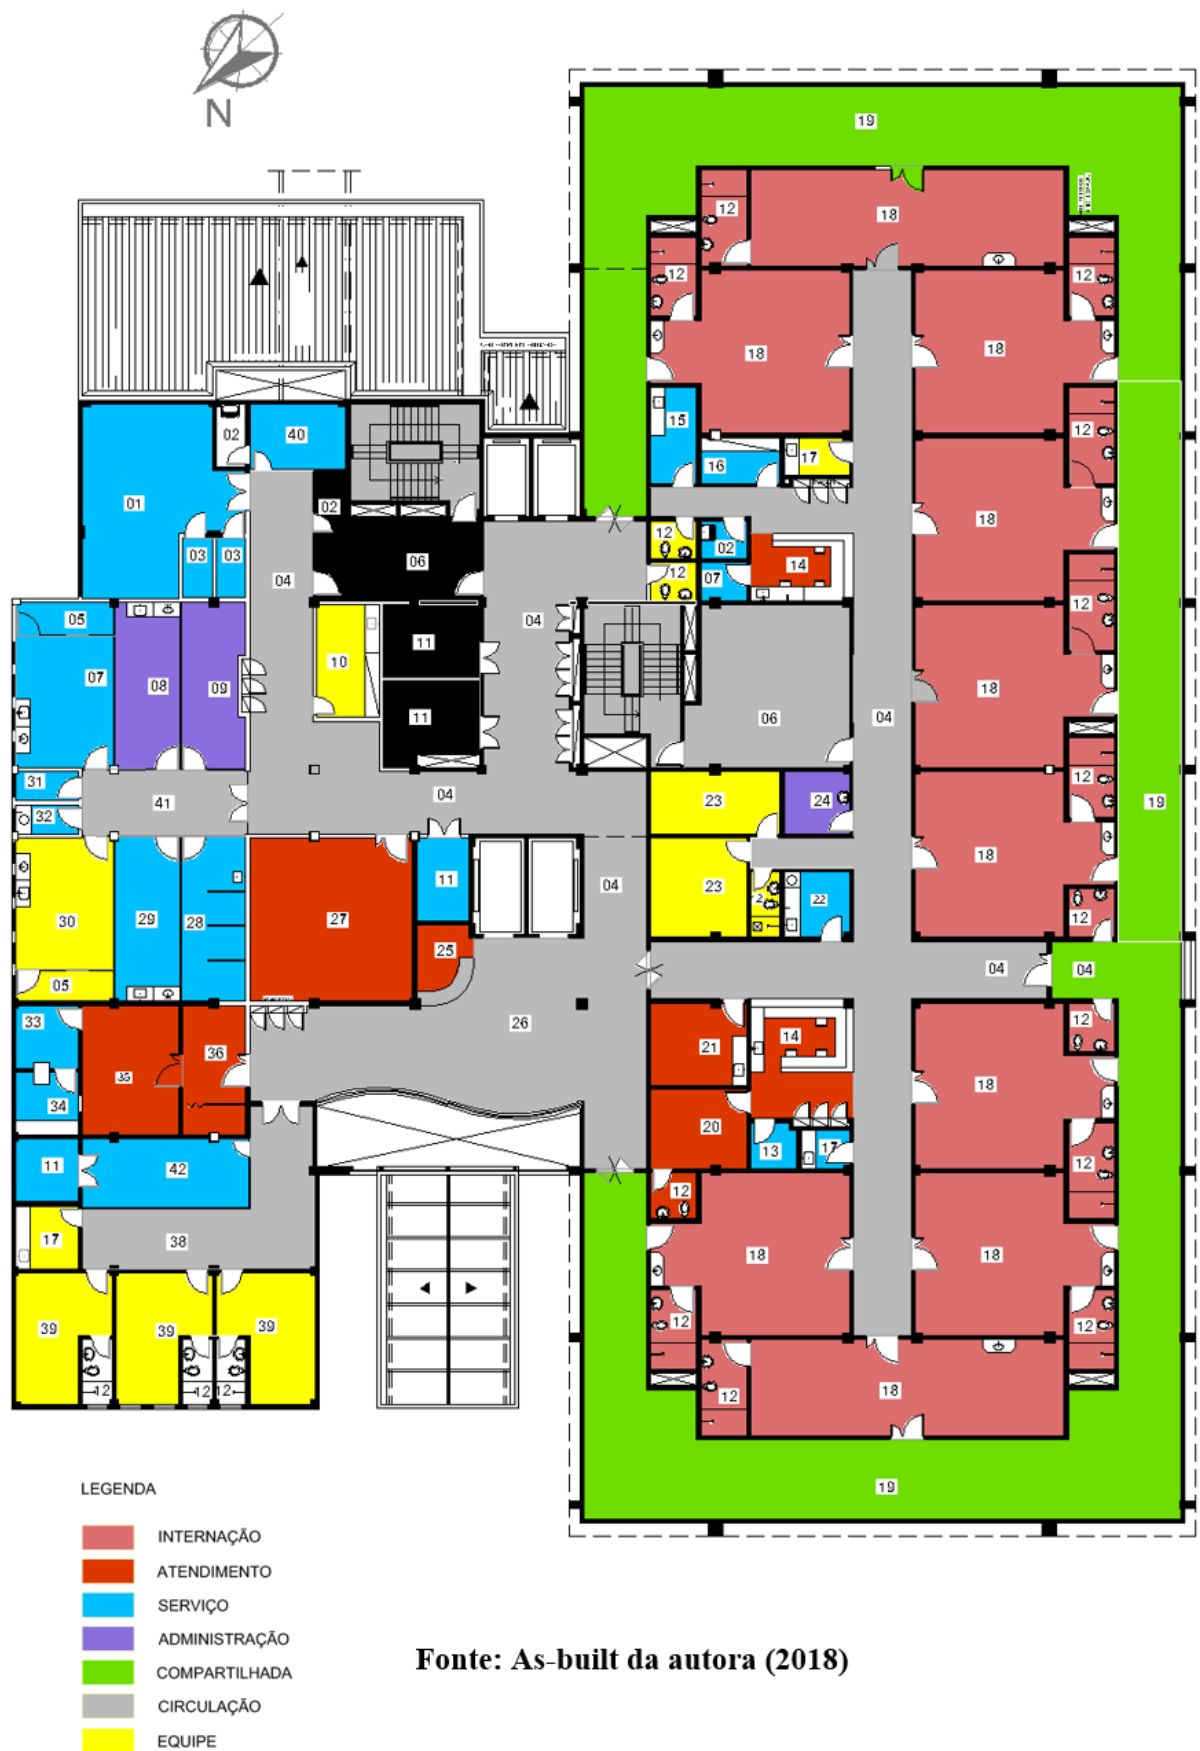 N
19
12 18
12 12
18 18
02 40 15 12
16 17
01 02 18
03 03 06 12 02
04 12 07 14
05 04 12
11
07 08 09 10 18
11 06 04
31 41 04 23 24 12 19
32
23 04 18
30 29 28 27 11 2 22
25 12
05 04 04
33 36 26 12
35 21 14 18
34 20
11 42 13 17 12
12
17 38 18 18
39 39 39 12 12
12 12 12 12 18
19
LEGENDA
INTERNAÇÃO
ATENDIMENTO
SERVIÇO
ADMINISTRAÇÃO
COMPARTILHADA
CIRCULAÇÃO
EQUIPE
Fonte: As-built da autora (2018)